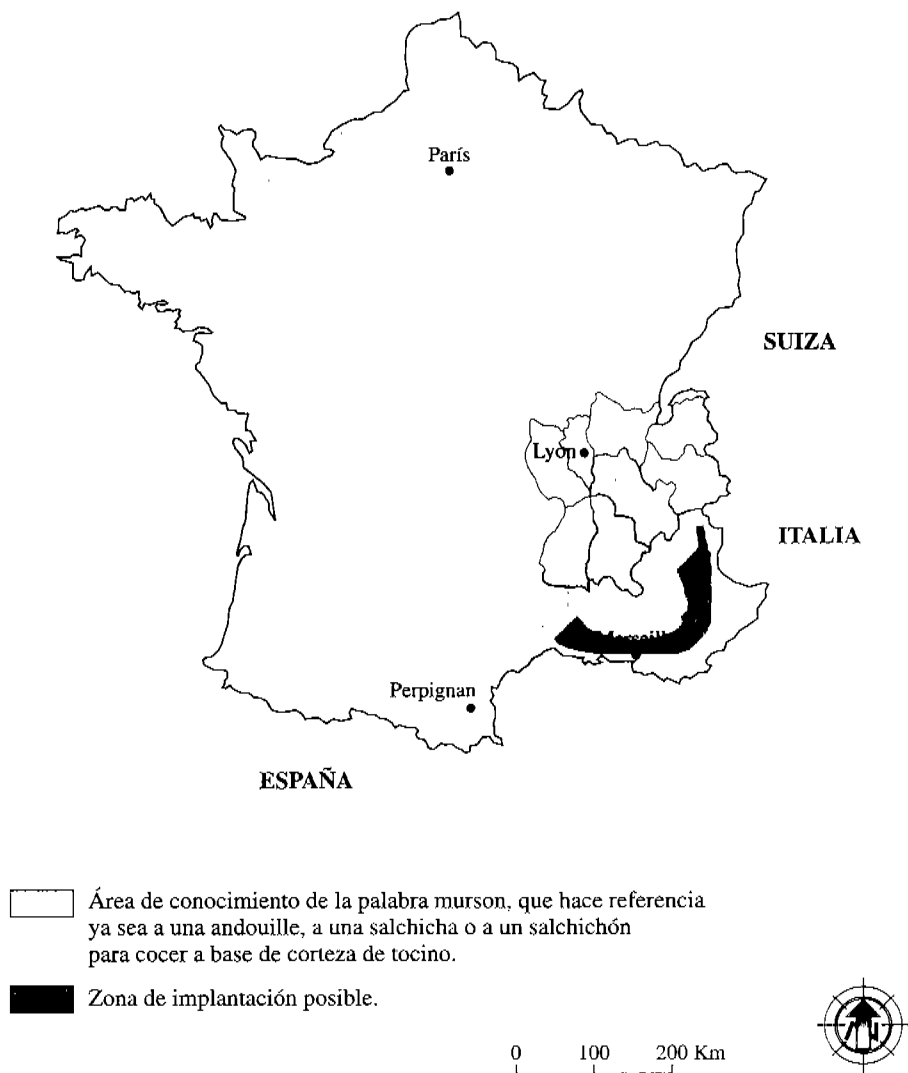 París
SUIZA
Lyon
ITALIA
Marseille
Perpignan
ESPAÑA
Área de conocimiento de la palabra murson, que hace referencia
ya sea a una andouille, a una salchicha o a un salchichón
para cocer a base de corteza de tocino.
Zona de implantación posible.
0 100 200 Km